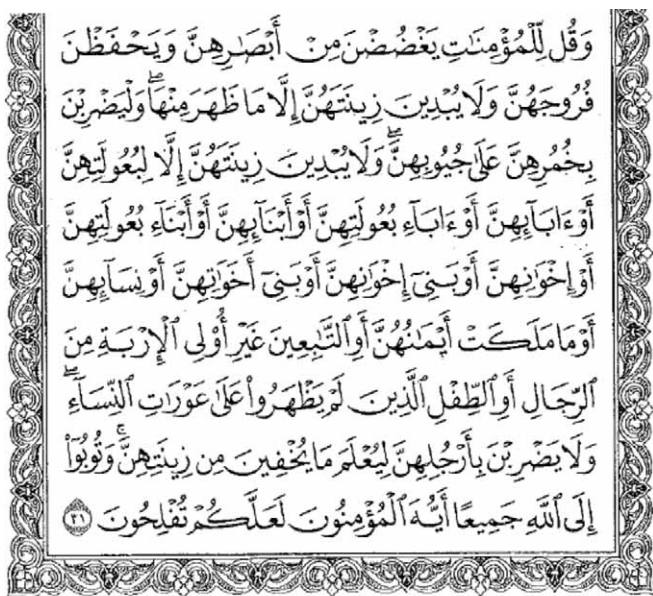 وَقُل لِّلْمُؤْمِنَٰتِ يَغْضُضْنَ مِنْ أَبْصَٰرِهِنَّ وَيَحْفَظْنَ
فُرُوجَهُنَّ وَلَا يُبْدِينَ زِينَتَهُنَّ إِلَّا مَا ظَهَرَ مِنْهَا ۖ وَلْيَضْرِبْنَ
بِخُمُرِهِنَّ عَلَىٰ جُيُوبِهِنَّ ۖ وَلَا يُبْدِينَ زِينَتَهُنَّ إِلَّا لِبُعُولَتِهِنَّ
أَوْ ءَابَآئِهِنَّ أَوْ ءَابَآءِ بُعُولَتِهِنَّ أَوْ أَبْنَآئِهِنَّ أَوْ أَبْنَآءِ بُعُولَتِهِنَّ
أَوْ إِخْوَٰنِهِنَّ أَوْ بَنِىٓ إِخْوَٰنِهِنَّ أَوْ بَنِىٓ أَخَوَٰتِهِنَّ أَوْ نِسَآئِهِنَّ
أَوْ مَا مَلَكَتْ أَيْمَٰنُهُنَّ أَوِ ٱلتَّٰبِعِينَ غَيْرِ أُو۟لِى ٱلْإِرْبَةِ مِنَ
ٱلرِّجَالِ أَوِ ٱلطِّفْلِ ٱلَّذِينَ لَمْ يَظْهَرُوا۟ عَلَىٰ عَوْرَٰتِ ٱلنِّسَآءِ ۖ
وَلَا يَضْرِبْنَ بِأَرْجُلِهِنَّ لِيُعْلَمَ مَا يُخْفِينَ مِن زِينَتِهِنَّ ۚ وَتُوبُوٓا۟
إِلَى ٱللَّهِ جَمِيعًا أَيُّهَ ٱلْمُؤْمِنُونَ لَعَلَّكُمْ تُفْلِحُونَ ٣١